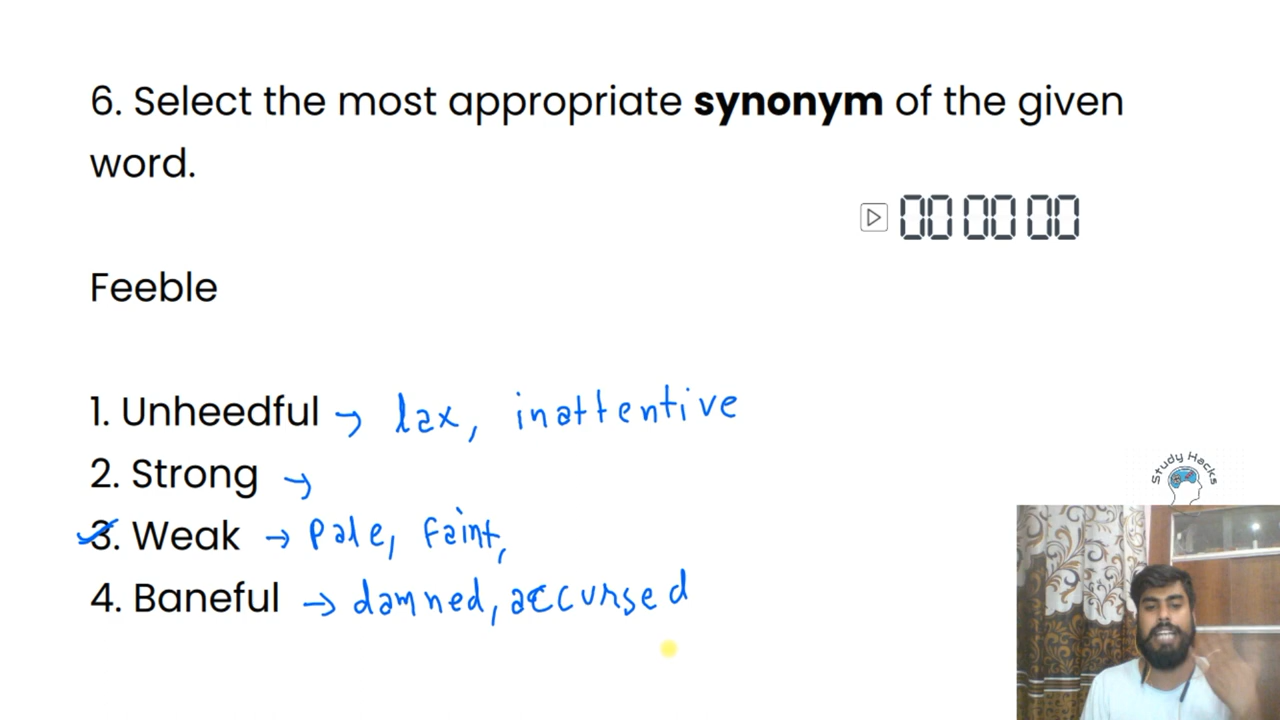 6. Select the most appropriate synonym of the given
word.
00 00 00
Feeble
1. Unheedful → lax, inattentive
2. Strong →
3. Weak → pale, faint,
4. Baneful → damned, accursed
Study Hacks